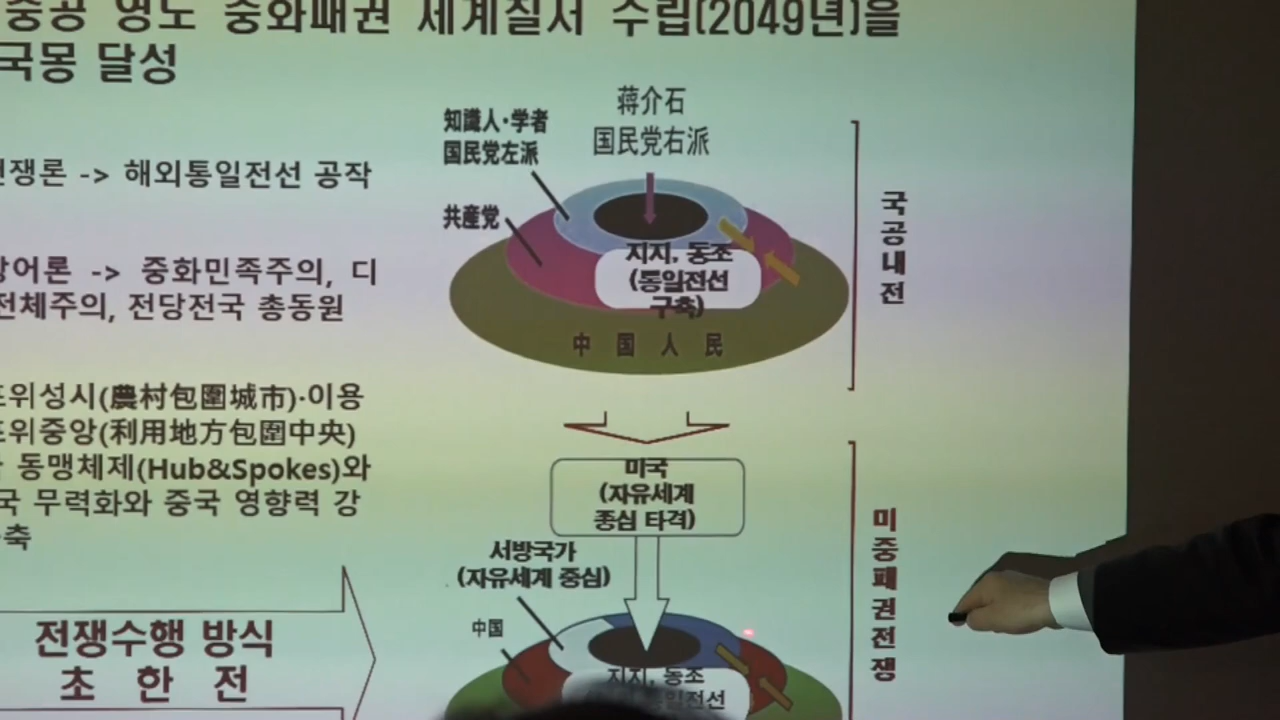 중공 영도 중화패권 세계질서 수립(2049년)을
국몽 달성
쟁론 -> 해외통일전선 공작
어론 -> 중화민족주의, 디
전체주의, 전당전국 총동원
포위성시(農村包圍城市)·이용
포위중앙(利用地方包圍中央)
동맹체제(Hub&Spokes)와
국 무력화와 중국 영향력 강
축
전쟁수행 방식
초 한 전
蒋介石
国民党右派
知識人·学者
国民党左派
共産党
지지, 동조
(통일전선
구축)
中 国 人 民
국공내전
미국
(자유세계
중심 타격)
서방국가
(자유세계 중심)
中国
지지, 동조
통일전선
미중패권전쟁